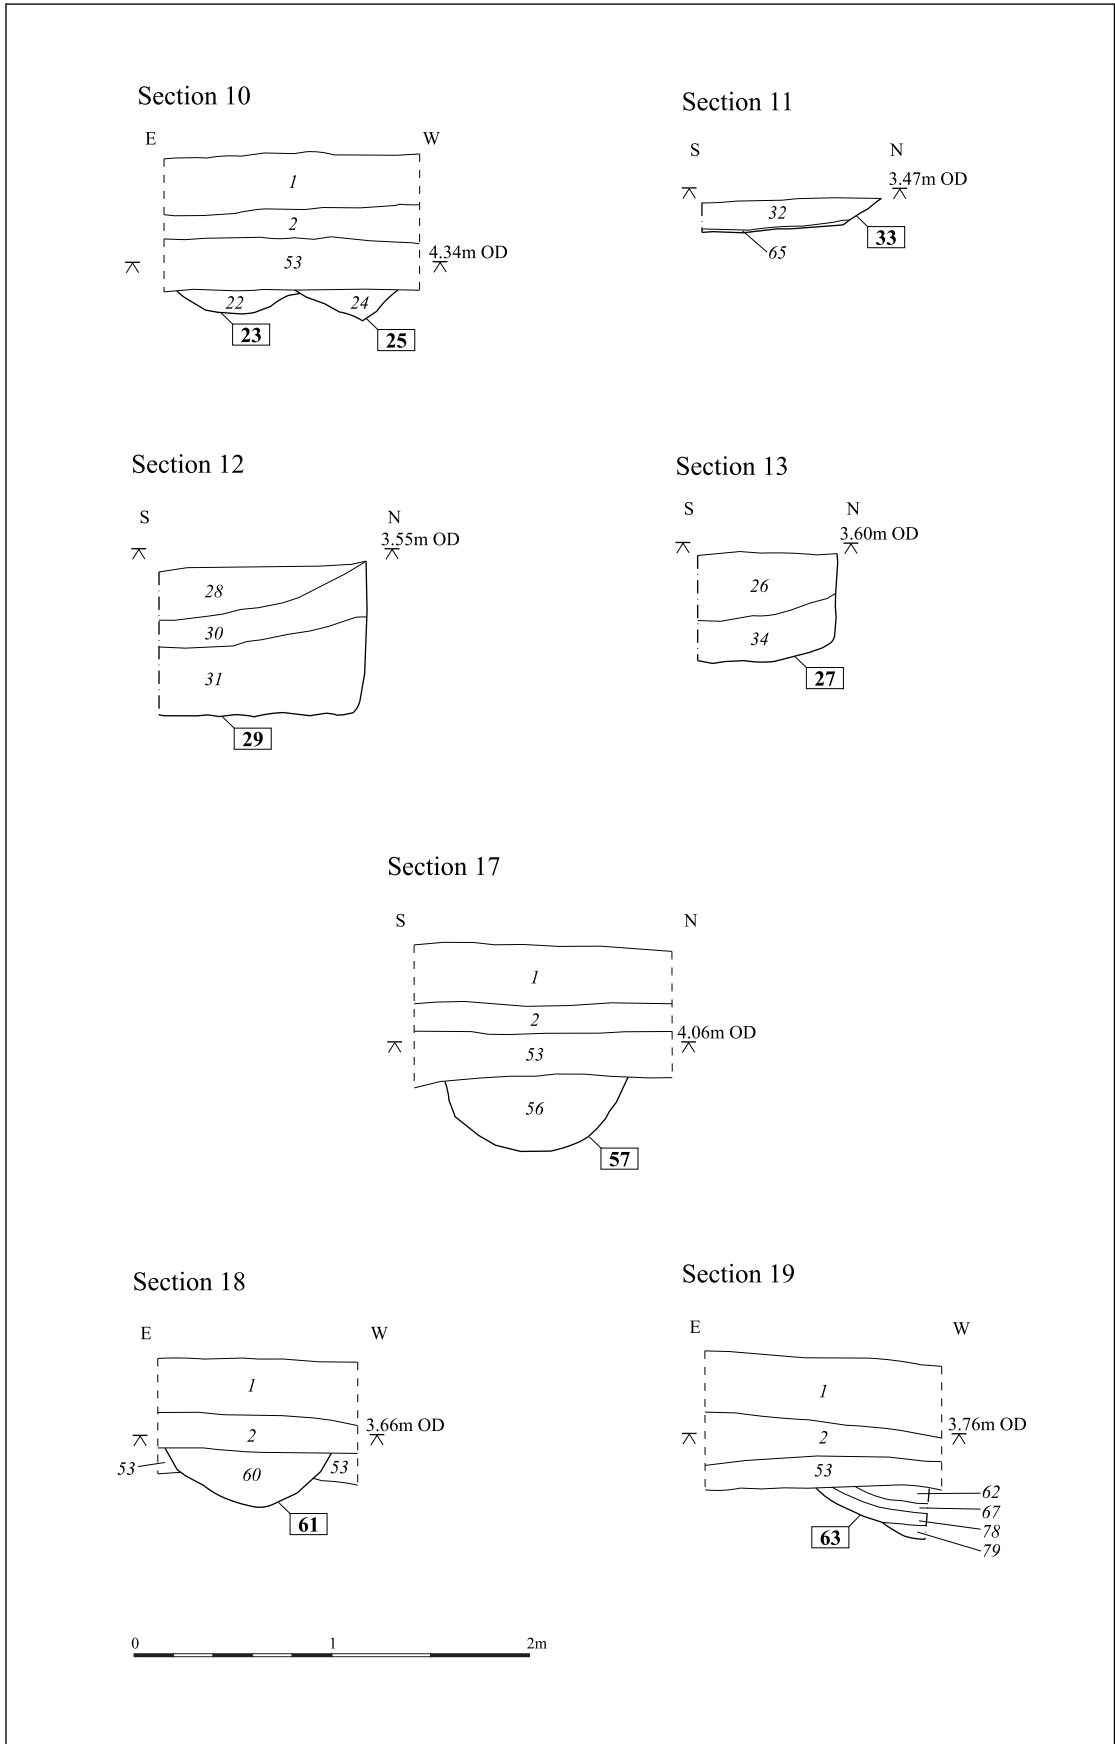 Section 10
E W
1
2
4.34m OD
53
22 24
23
25
Section 11
S N
3.47m OD
32
33
65
Section 12
S N
3.55m OD
28
30
31
29
Section 13
S N
3.60m OD
26
34
27
Section 17
S N
1
2
4.06m OD
53
56
57
Section 18
E W
1
3.66m OD
2
53 60 53
61
Section 19
E W
1
3.76m OD
2
53
62
67
78
63
79
0 1 2m